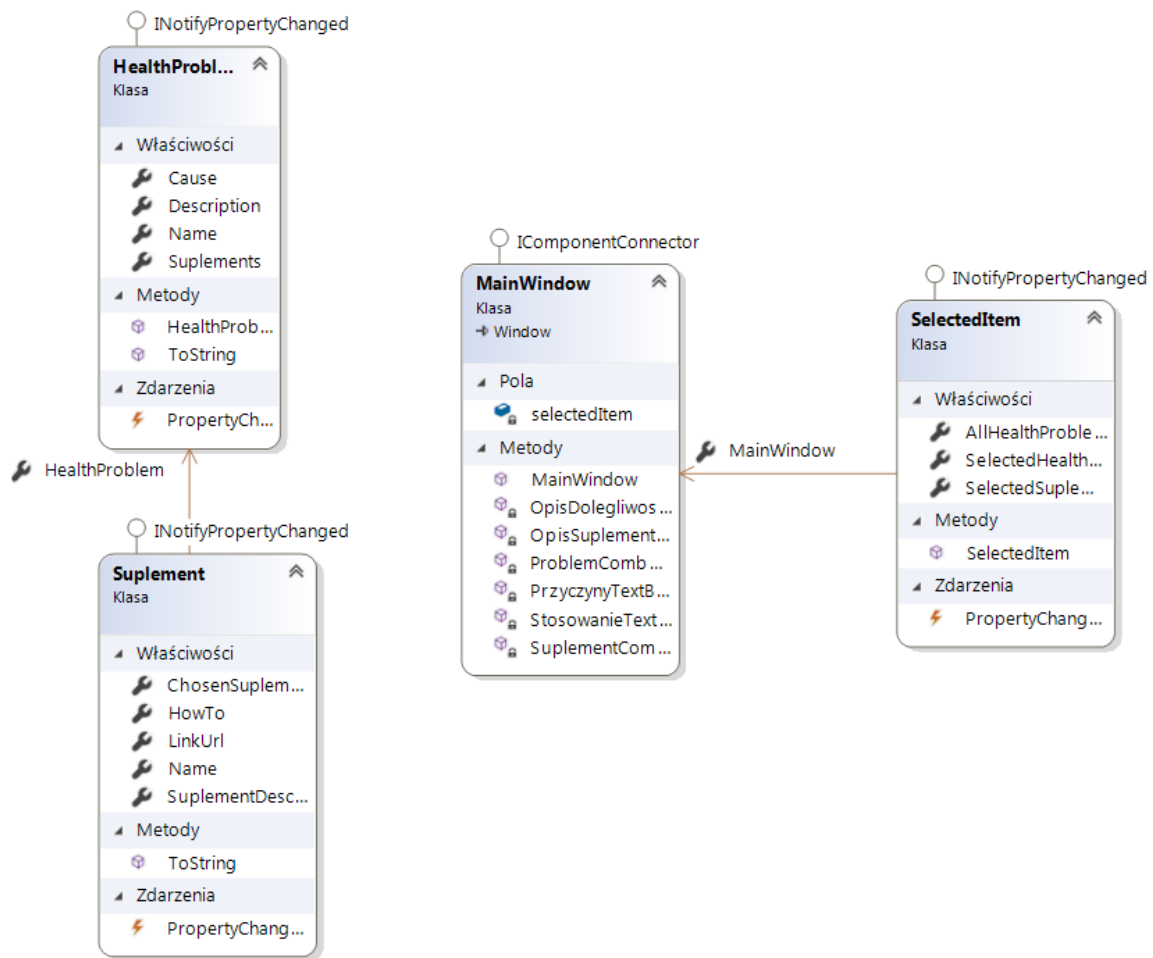 INotifyPropertyChanged
HealthProbl...
Klasa
Właściwości
Cause
Description
Name
Suplements
Metody
HealthProb...
ToString
Zdarzenia
PropertyCh...
HealthProblem
INotifyPropertyChanged
Suplement
Klasa
Właściwości
ChosenSuplem...
HowTo
LinkUrl
Name
SuplementDesc...
Metody
ToString
Zdarzenia
PropertyChang...
IComponentConnector
MainWindow
Klasa
Window
Pola
selectedItem
Metody
MainWindow
OpisDolegliwos...
OpisSuplement...
ProblemComb...
PrzyczynyTextB...
StosowanieText...
SuplementCom...
MainWindow
INotifyPropertyChanged
SelectedItem
Klasa
Właściwości
AllHealthProble...
SelectedHealth...
SelectedSuple...
Metody
SelectedItem
Zdarzenia
PropertyChang...